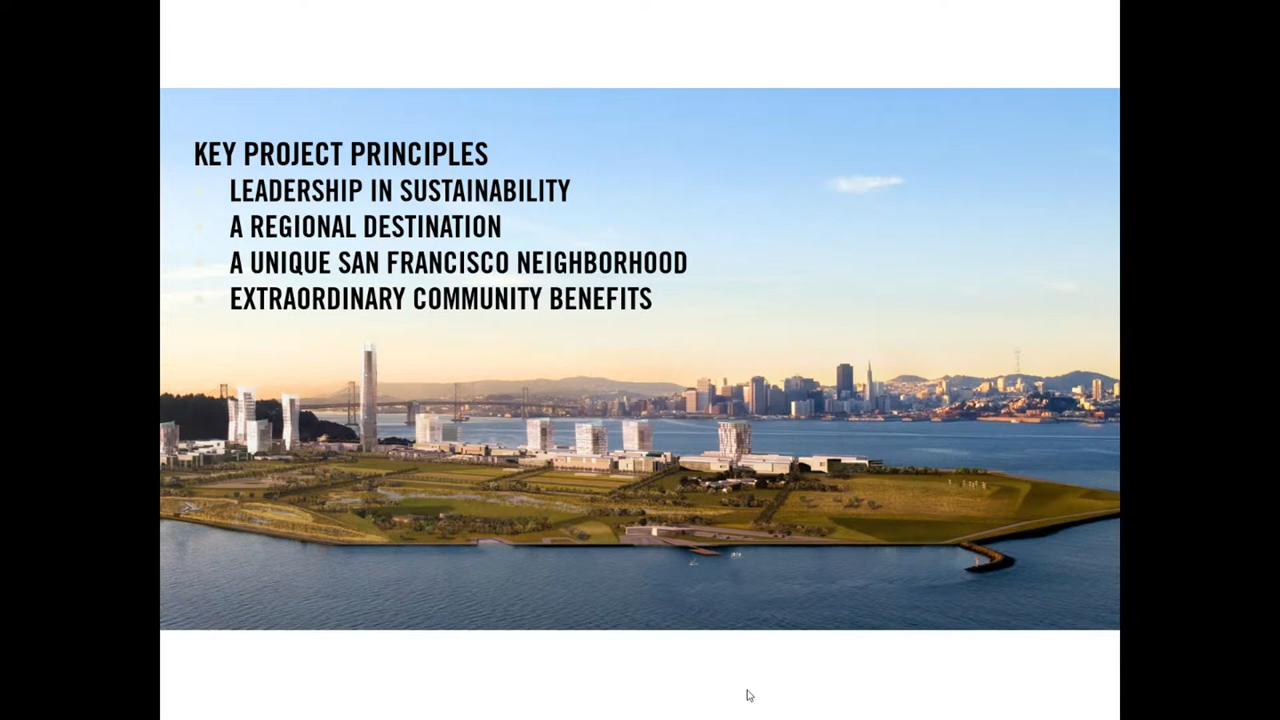 KEY PROJECT PRINCIPLES
LEADERSHIP IN SUSTAINABILITY
A REGIONAL DESTINATION
A UNIQUE SAN FRANCISCO NEIGHBORHOOD
EXTRAORDINARY COMMUNITY BENEFITS